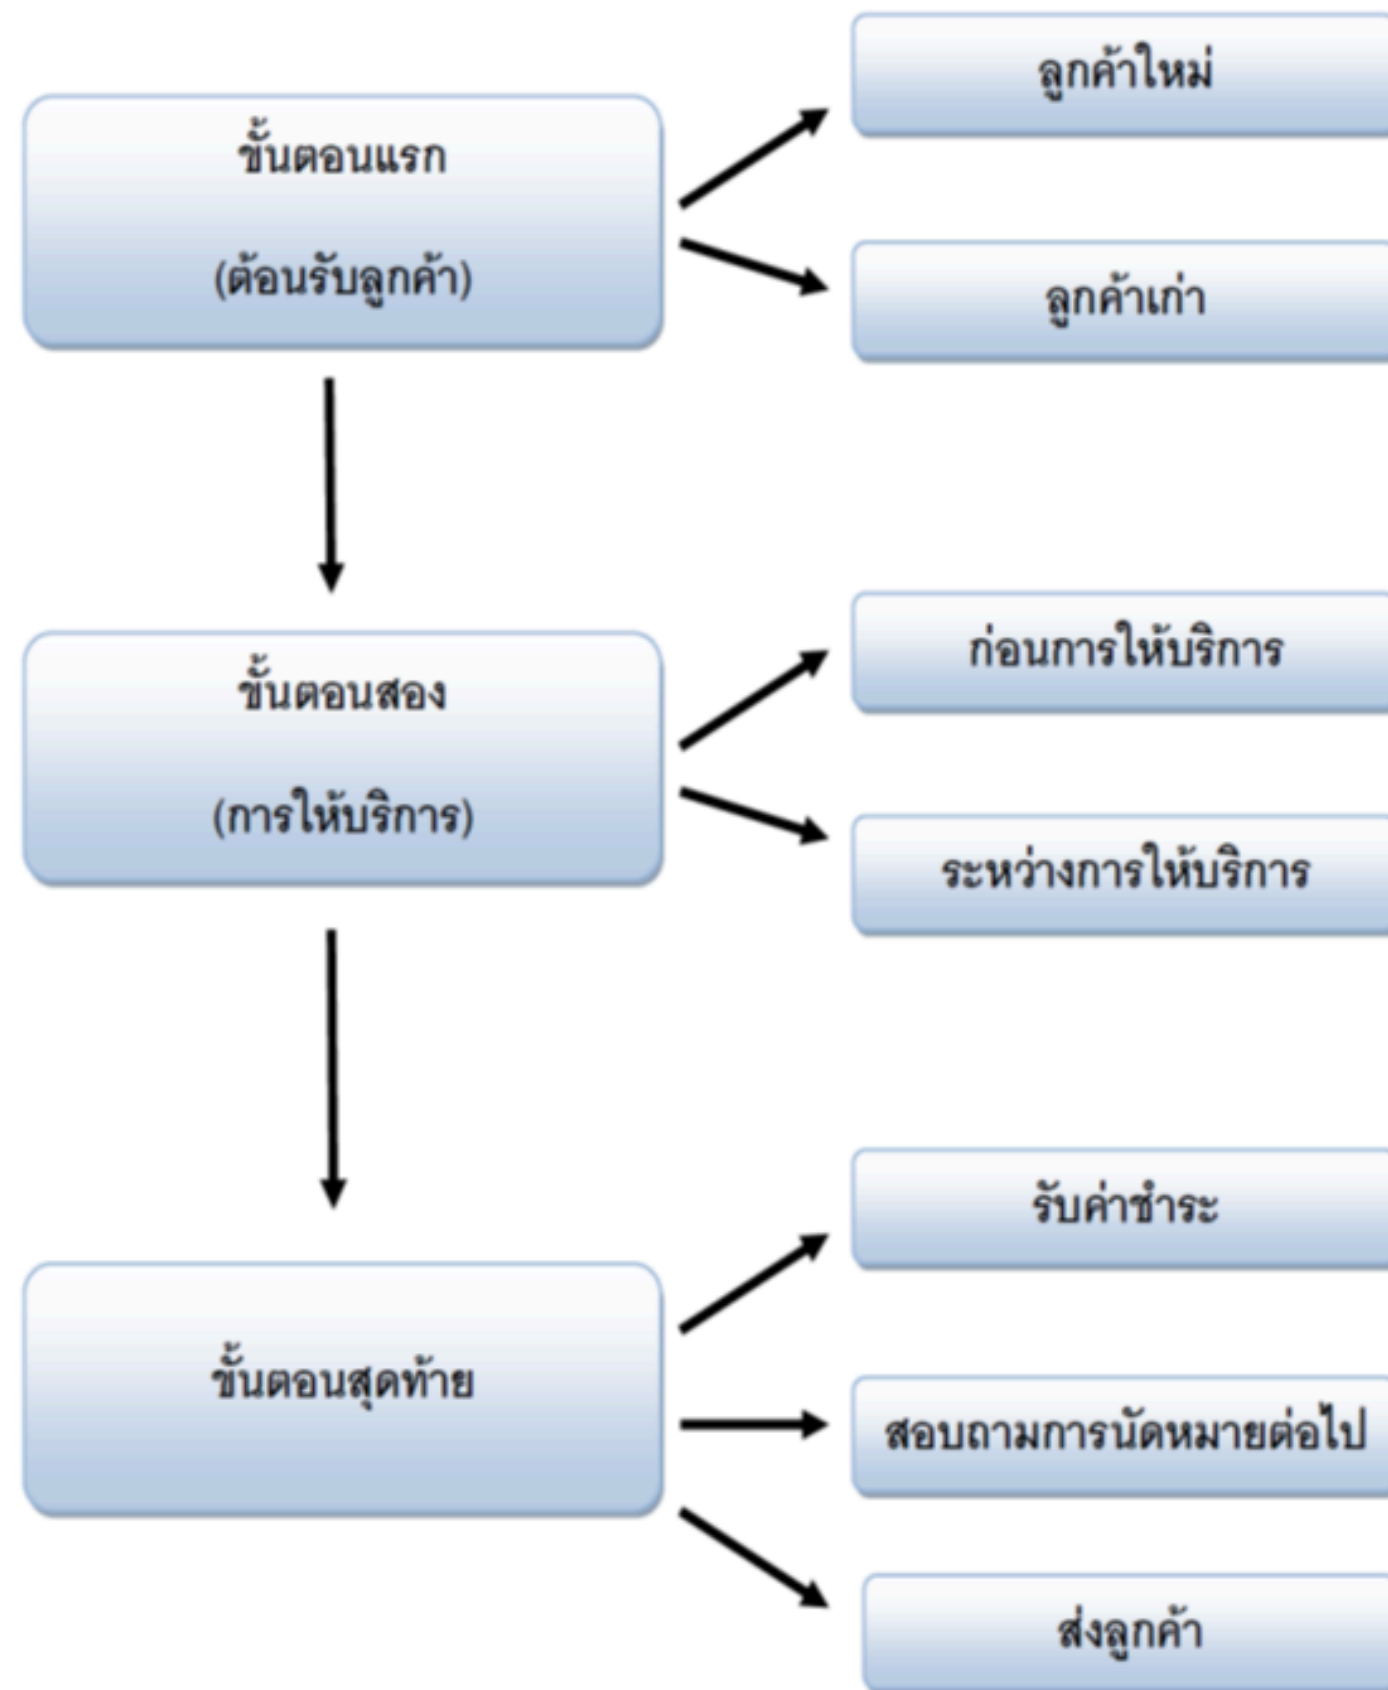 ขั้นตอนแรก
(ต้อนรับลูกค้า)
ลูกค้าใหม่
ลูกค้าเก่า
ขั้นตอนสอง
(การให้บริการ)
ก่อนการให้บริการ
ระหว่างการให้บริการ
ขั้นตอนสุดท้าย
รับค่าชำระ
สอบถามการนัดหมายต่อไป
ส่งลูกค้า